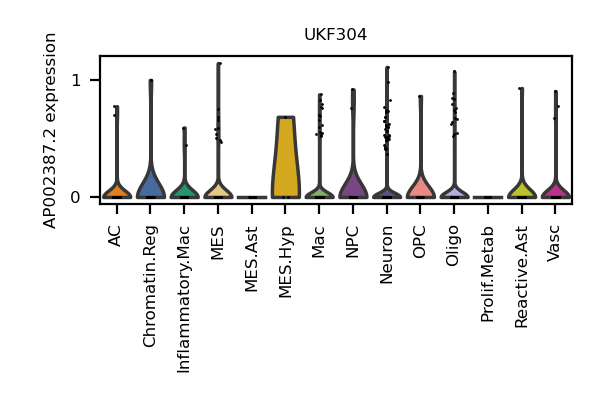 UKF304
AP002387.2 expression
1
0
AC
Chromatin.Reg
Inflammatory.Mac
MES
MES.Ast
MES.Hyp
Mac
NPC
Neuron
OPC
Oligo
Prolif.Metab
Reactive.Ast
Vasc